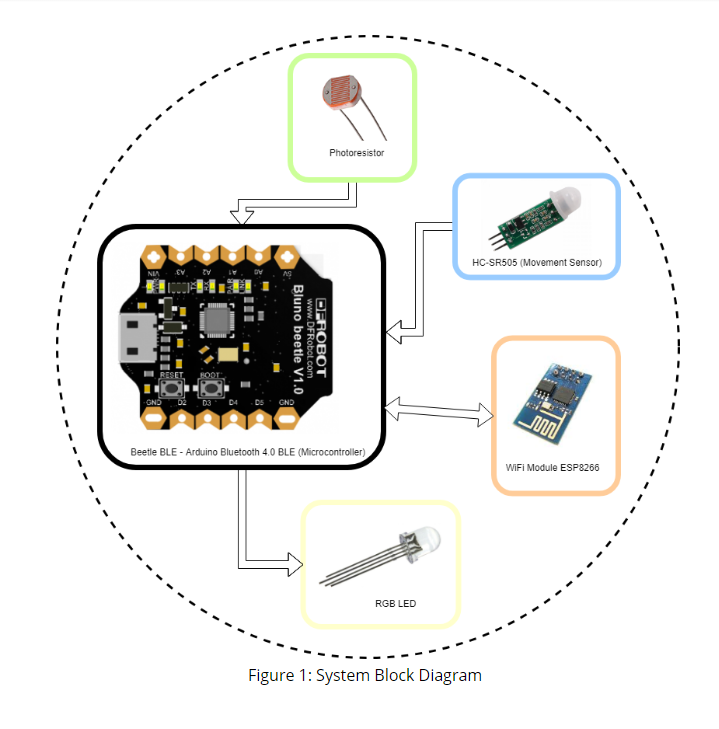 Photoresistor
HC-SR505 (Movement Sensor)
VIN A3 A2 A1 A0 5V
TX RX
DFROBOT
www.DFRobot.com
Bluno beetle V1.0
RESET BOOT
GND D2 D3 D4 D5 GND
Beetle BLE - Arduino Bluetooth 4.0 BLE (Microcontroller)
WiFi Module ESP8266
RGB LED
Figure 1: System Block Diagram